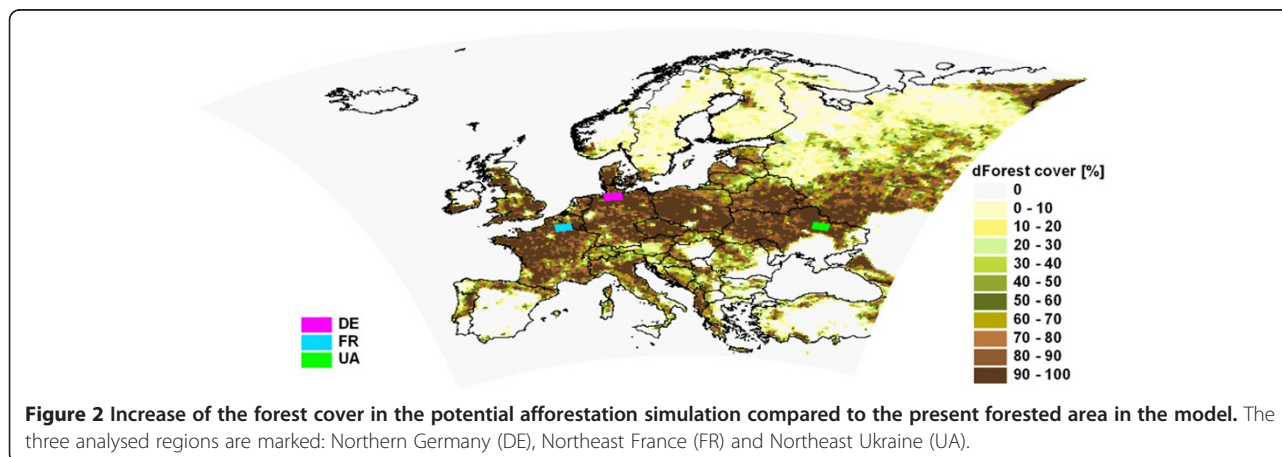 dForest cover [%]
0
0 - 10
10 - 20
20 - 30
30 - 40
40 - 50
50 - 60
60 - 70
70 - 80
80 - 90
90 - 100
DE
FR
UA
Figure 2 Increase of the forest cover in the potential afforestation simulation compared to the present forested area in the model. The
three analysed regions are marked: Northern Germany (DE), Northeast France (FR) and Northeast Ukraine (UA).